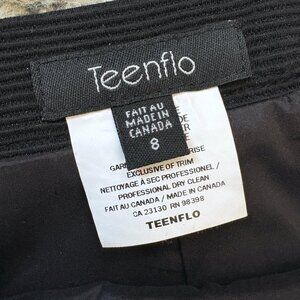 Teenflo
FAIT AU
MADE IN
CANADA
8
DE
EXCLUSIVE OF TRIM
NETTOYAGE À SEC PROFESSIONEL /
PROFESSIONAL DRY CLEAN
FAIT AU CANADA / MADE IN CANADA
CA 23130 RN 98398
TEENFLO